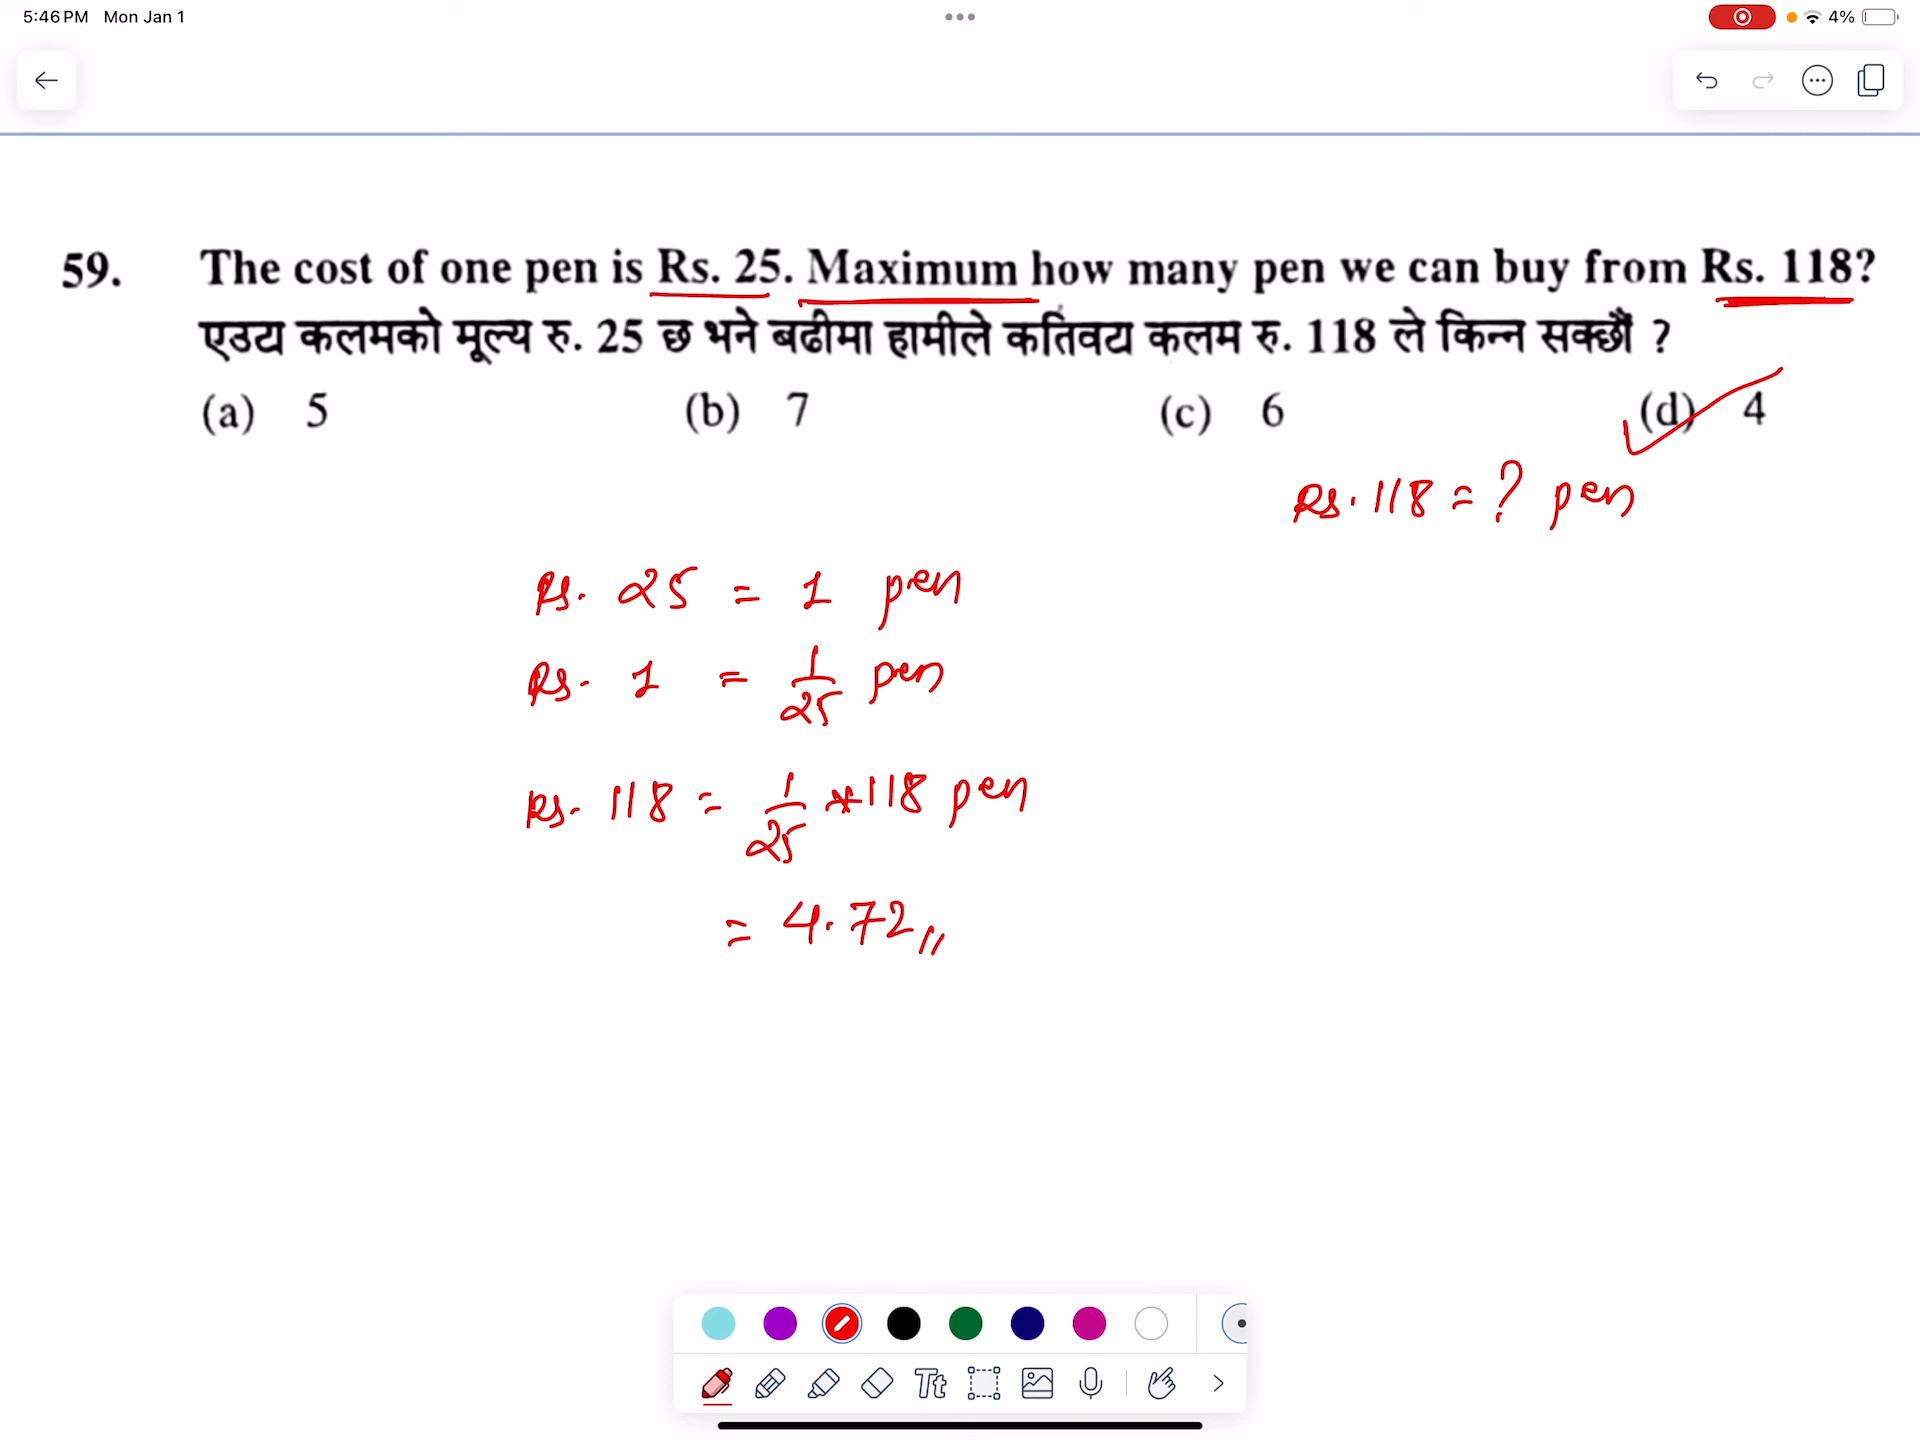 5:46 PM Mon Jan 1
4%
59. The cost of one pen is Rs. 25. Maximum how many pen we can buy from Rs. 118?
एउटा कलमको मूल्य रु. 25 छ भने बढीमा हामीले कतिवटा कलम रु. 118 ले किन्न सक्छौं ?
(a) 5 (b) 7 (c) 6 (d) 4
Rs. 118 = ? pen
Rs. 25 = 1 pen
Rs. 1 = 1/25 pen
Rs. 118 = 1/25 * 118 pen
= 4.72 //
Tt